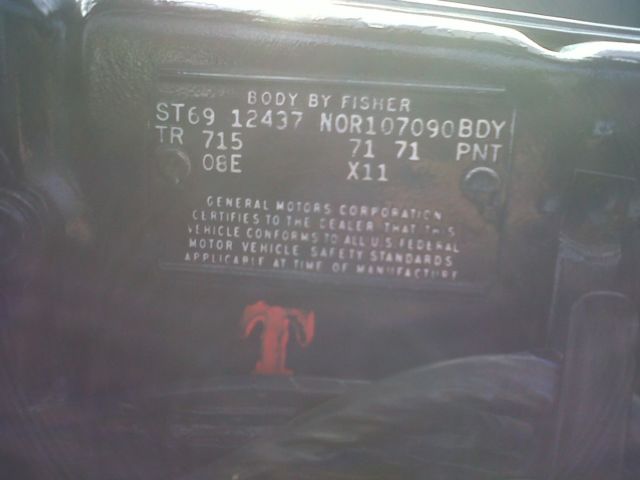 BODY BY FISHER
ST69 12437 NOR107090BDY
TR 715 71 71 PNT
08E X11
GENERAL MOTORS CORPORATION
CERTIFIES TO THE DEALER THAT THIS
VEHICLE CONFORMS TO ALL U.S. FEDERAL
MOTOR VEHICLE SAFETY STANDARDS
APPLICABLE AT TIME OF MANUFACTURE
T